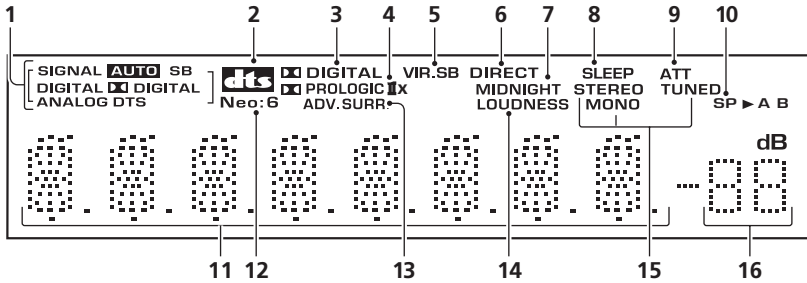 1 2 3 4 5 6 7 8 9 10
SIGNAL AUTO SB dts DIGITAL VIR.SB DIRECT SLEEP ATT
DIGITAL DIGITAL PROLOGIC IIx MIDNIGHT STEREO TUNED
ANALOG DTS Neo:6 ADV.SURR. LOUDNESS MONO SP ► A B
dB
11 12 13 14 15 16